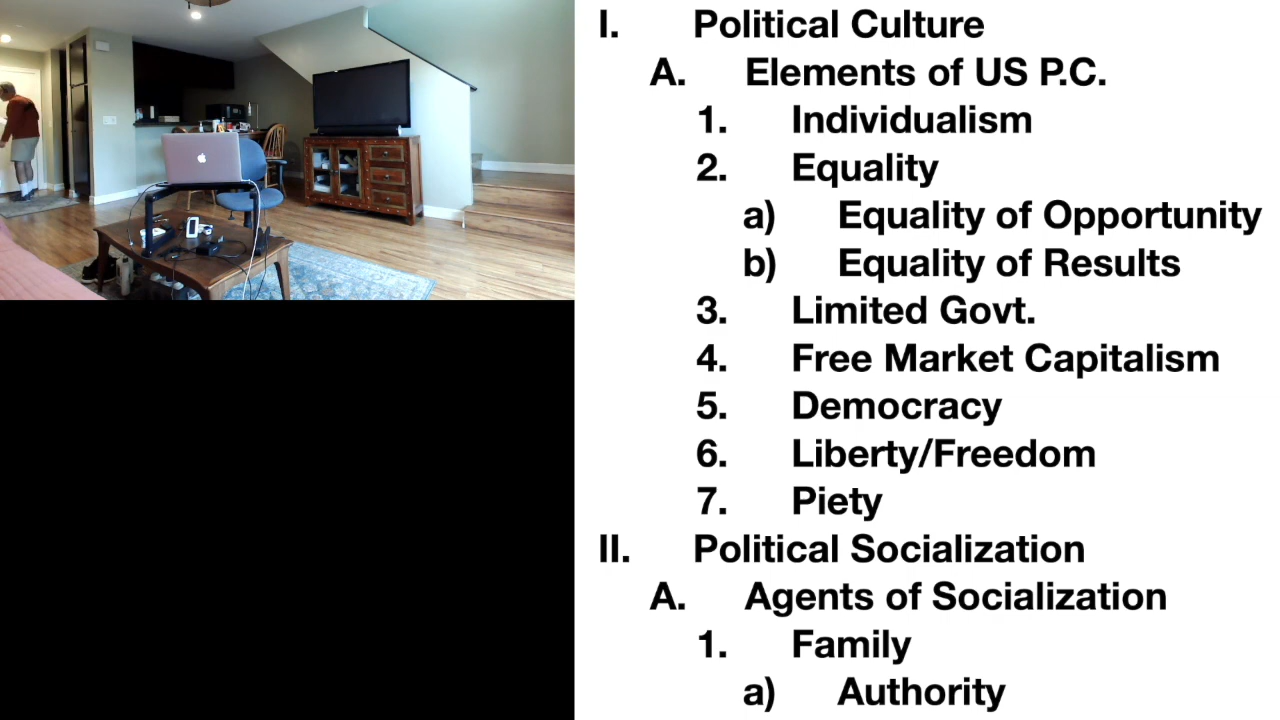 I. Political Culture
A. Elements of US P.C.
1. Individualism
2. Equality
a) Equality of Opportunity
b) Equality of Results
3. Limited Govt.
4. Free Market Capitalism
5. Democracy
6. Liberty/Freedom
7. Piety
II. Political Socialization
A. Agents of Socialization
1. Family
a) Authority